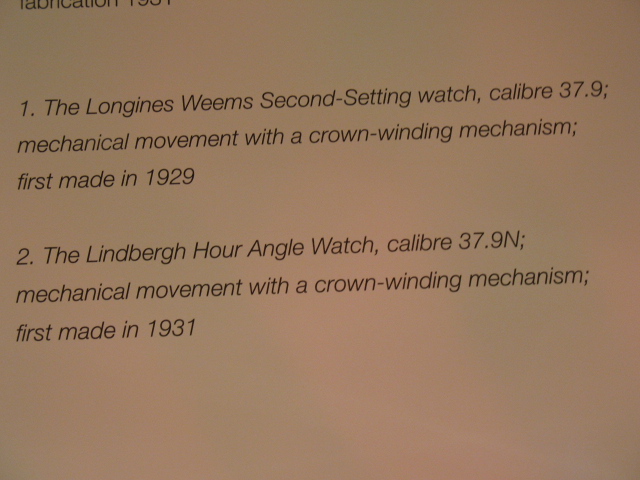 fabrication 1931
1. The Longines Weems Second-Setting watch, calibre 37.9;
mechanical movement with a crown-winding mechanism;
first made in 1929
2. The Lindbergh Hour Angle Watch, calibre 37.9N;
mechanical movement with a crown-winding mechanism;
first made in 1931